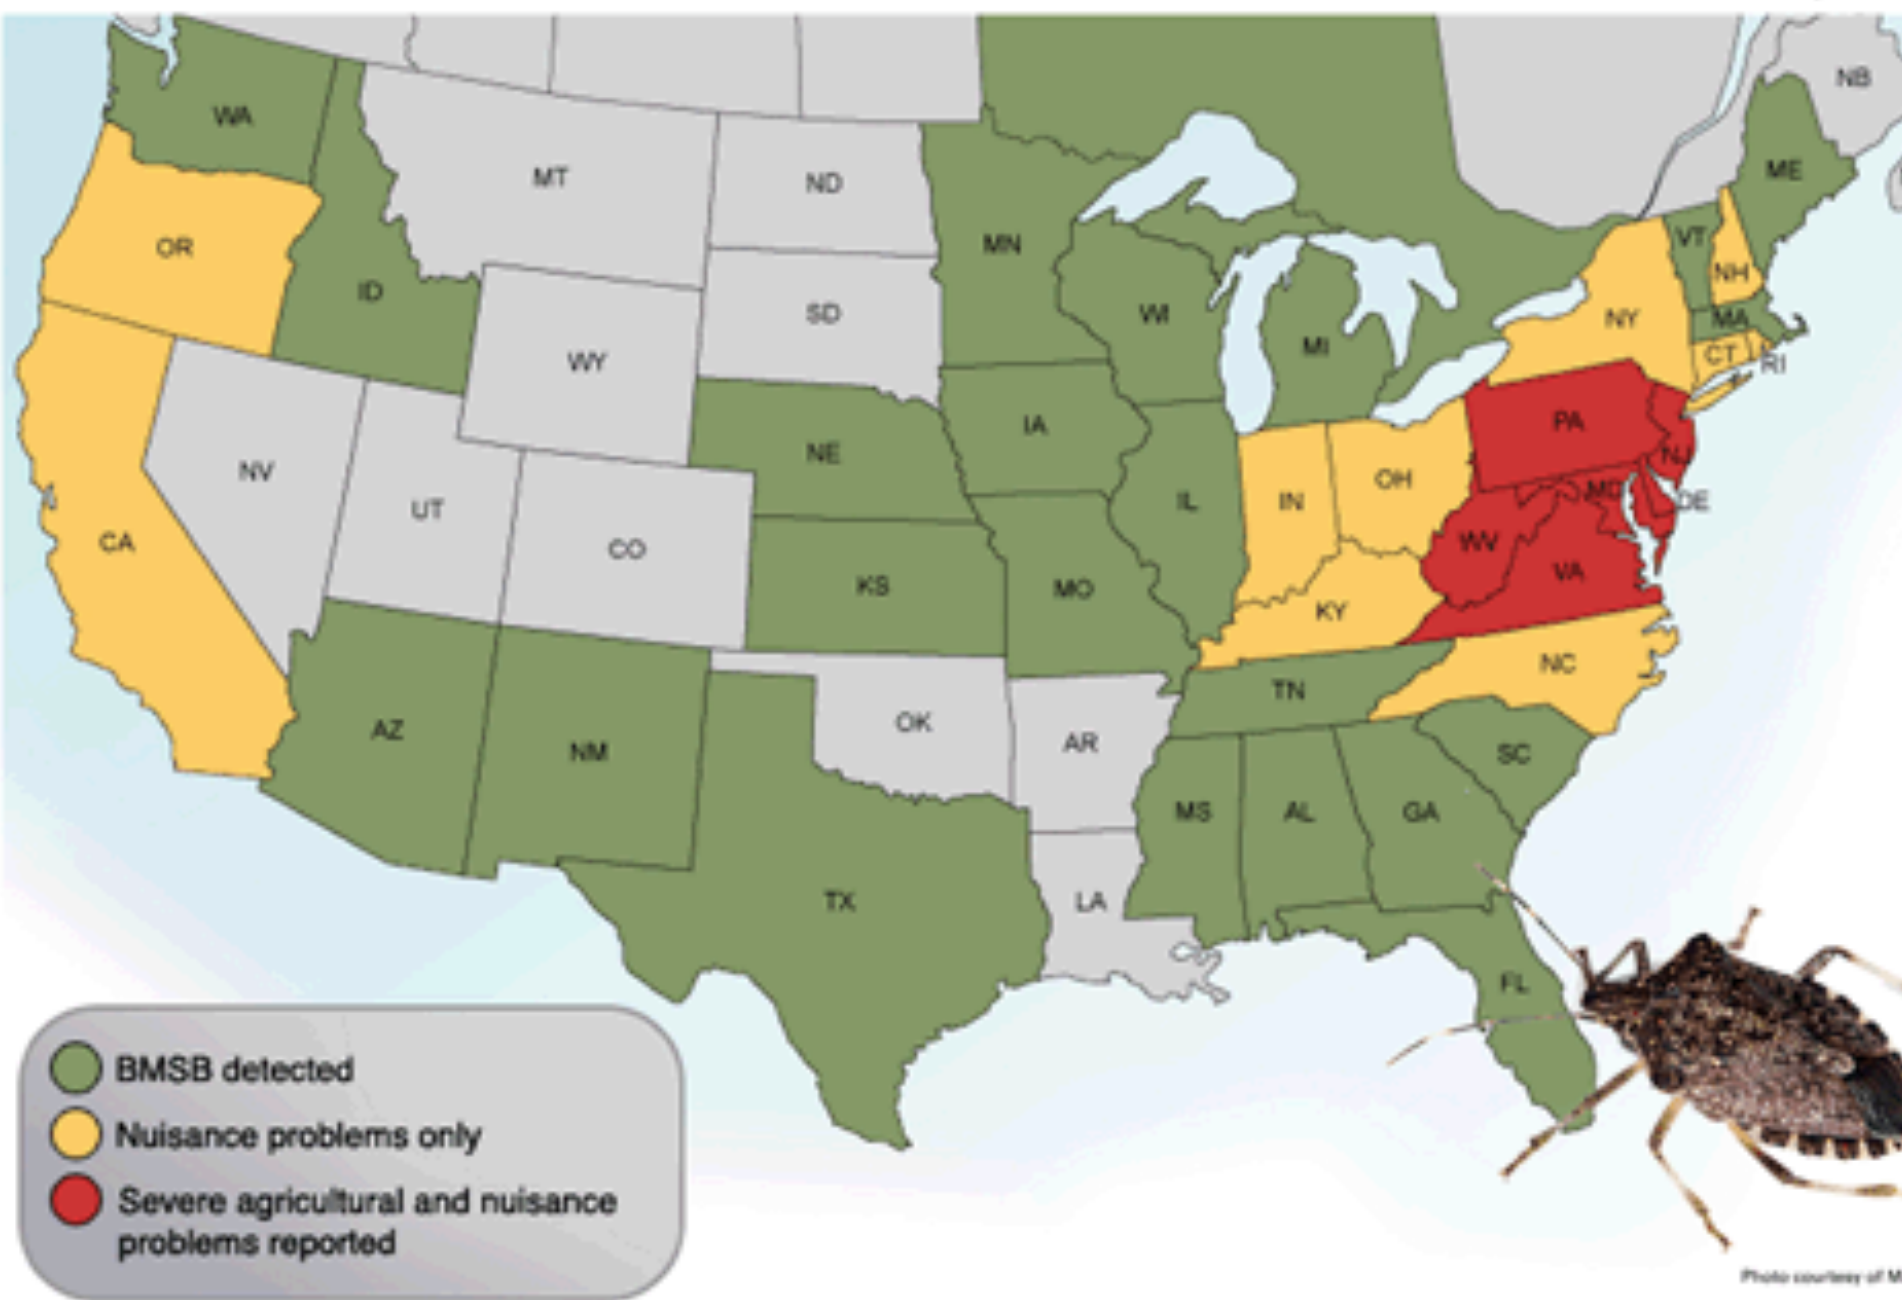 NB
WA
ME
MT
ND
OR
MN
VT
NH
ID
SD
WI
NY
MA
MI
WY
CT
RI
PA
IA
NE
NJ
NV
OH
MD
IL
IN
DE
UT
CA
WV
CO
VA
KS
MO
KY
NC
TN
OK
AZ
AR
NM
SC
MS
AL
GA
TX
LA
FL
BMSB detected
Nuisance problems only
Severe agricultural and nuisance
problems reported
Photo courtesy of